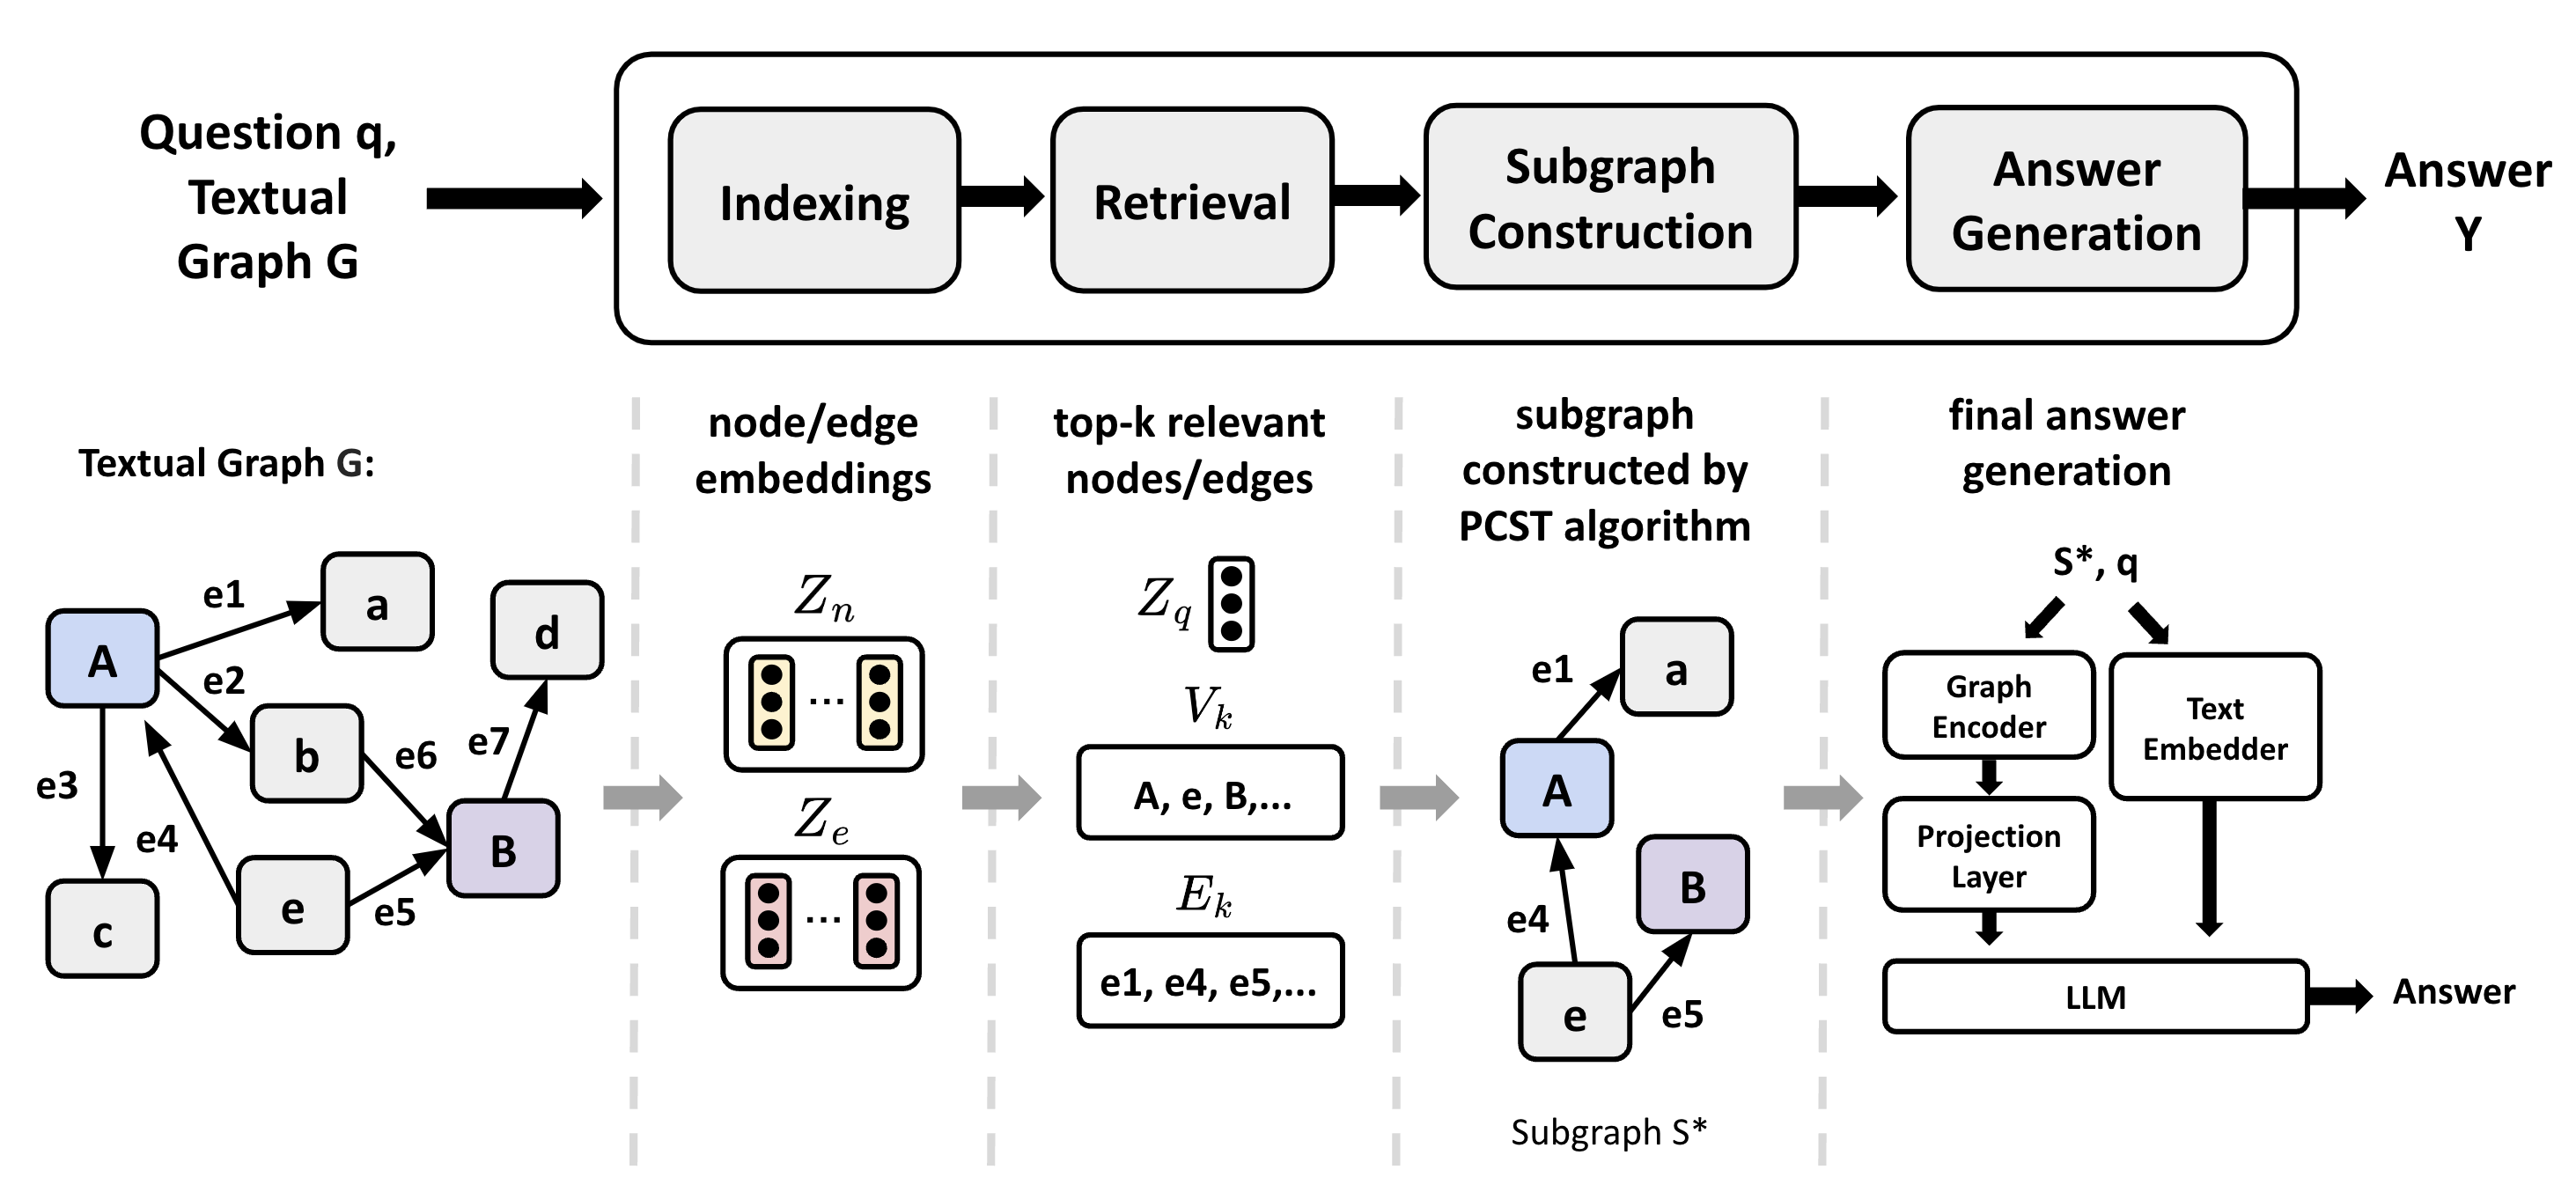 Question q,
Textual
Graph G
Indexing
Retrieval
Subgraph
Construction
Answer
Generation
Answer
Y
Textual Graph G:
A
a
b
c
d
e
B
e1
e2
e3
e4
e5
e6
e7
node/edge
embeddings
Z_n
...
Z_e
...
top-k relevant
nodes/edges
Z_q
V_k
A, e, B,...
E_k
e1, e4, e5,...
subgraph
constructed by
PCST algorithm
a
e1
A
B
e4
e
e5
Subgraph S*
final answer
generation
S*, q
Graph
Encoder
Text
Embedder
Projection
Layer
LLM
Answer